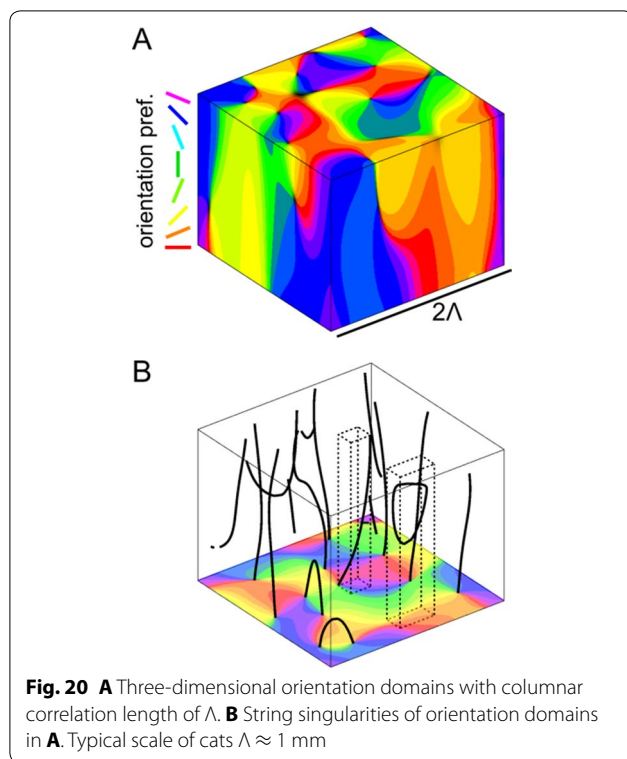 A
orientation pref.
2Λ
B
Fig. 20 A Three-dimensional orientation domains with columnar
correlation length of Λ. B String singularities of orientation domains
in A. Typical scale of cats Λ ≈ 1 mm